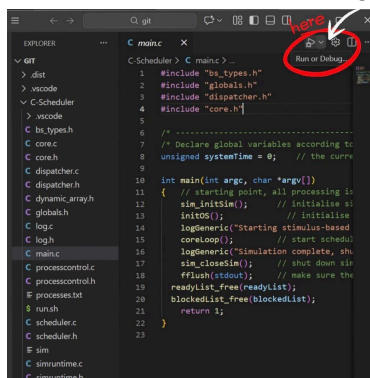 git
here
EXPLORER
main.c
Run or Debug...
GIT
C-Scheduler > main.c > ...
.dist
.vscode
C-Scheduler
.vscode
bs_types.h
core.c
core.h
dispatcher.c
dispatcher.h
dynamic_array.h
globals.h
log.c
log.h
main.c
processcontrol.c
processcontrol.h
processes.txt
run.sh
scheduler.c
scheduler.h
sim
simruntime.c
simruntime.h
1 #include "bs_types.h"
2 #include "globals.h"
3 #include "dispatcher.h"
4 #include "core.h"
5
6 /* ----------------------------------
7 /* Declare global variables according to
8 unsigned systemTime = 0; // the curre
9
10 int main(int argc, char *argv[])
11 { // starting point, all processing is
12 sim_initSim(); // initialise si
13 initOS(); // initialise
14 logGeneric("Starting stimulus-based
15 coreLoop(); // start schedul
16 logGeneric("Simulation complete, shu
17 sim_closeSim(); // shut down sim
18 fflush(stdout); // make sure the
19 readyList_free(readyList);
20 blockedList_free(blockedList);
21 return 1;
22 }
23